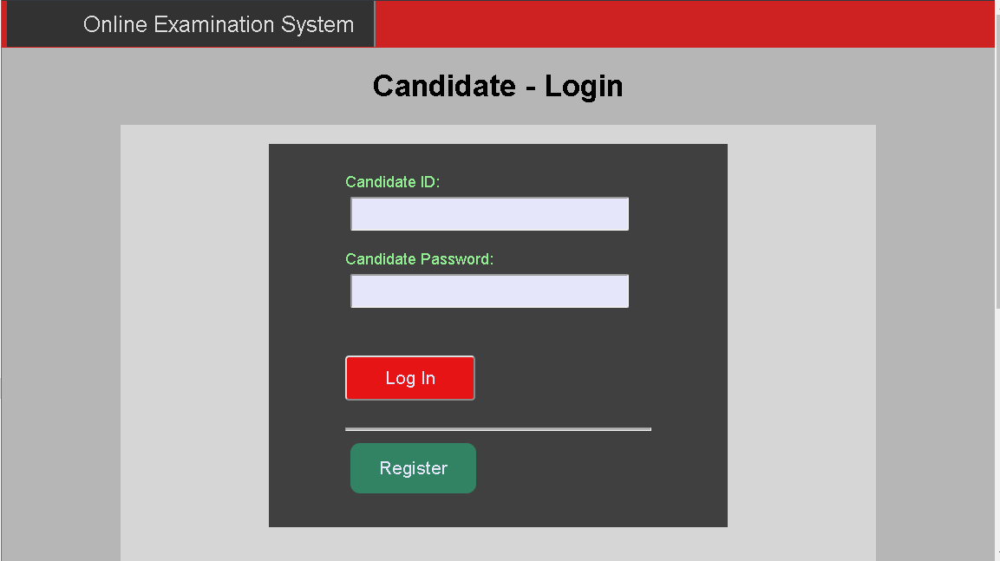 Online Examination System
Candidate - Login
Candidate ID:
Candidate Password:
Log In
Register